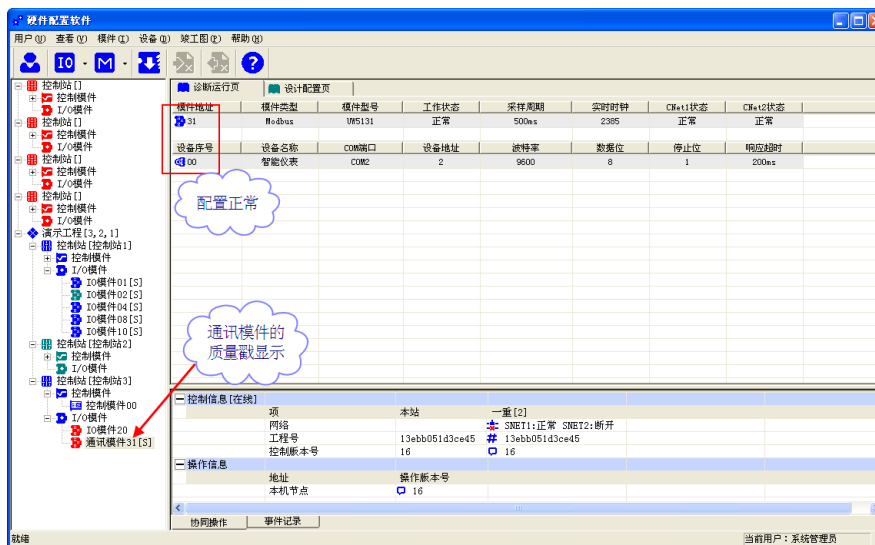 硬件配置软件
用户(U) 查看(V) 模件(I) 设备(D) 竣工图(P) 帮助(H)
IO M ?
控制站[]
控制模件
I/O模件
控制站[]
控制模件
I/O模件
控制站[]
控制模件
I/O模件
控制站[]
控制模件
I/O模件
演示工程[3,2,1]
控制站[控制站1]
控制模件
I/O模件
IO模件01[S]
IO模件02[S]
IO模件04[S]
IO模件08[S]
IO模件10[S]
控制站[控制站2]
控制模件
I/O模件
控制站[控制站3]
控制模件
控制模件00
I/O模件
IO模件20
通讯模件31[S]
诊断运行页 设计配置页
模件地址 模件类型 模件型号 工作状态 采样周期 实时时钟 CNet1状态 CNet2状态
31 Modbus UW5131 正常 500ms 2385 正常 正常
设备序号 设备名称 COM端口 设备地址 波特率 数据位 停止位 响应超时
00 智能仪表 COM2 2 9600 8 1 200ms
配置正常
通讯模件的
质量戳显示
控制信息[在线]
项 本站 一重[2]
网络 SNET1:正常 SNET2:断开
工程号 13ebb051d3ce45 13ebb051d3ce45
控制版本号 16 16
操作信息
地址 操作版本号
本机节点 16
协同操作 事件记录
就绪 当前用户：系统管理员